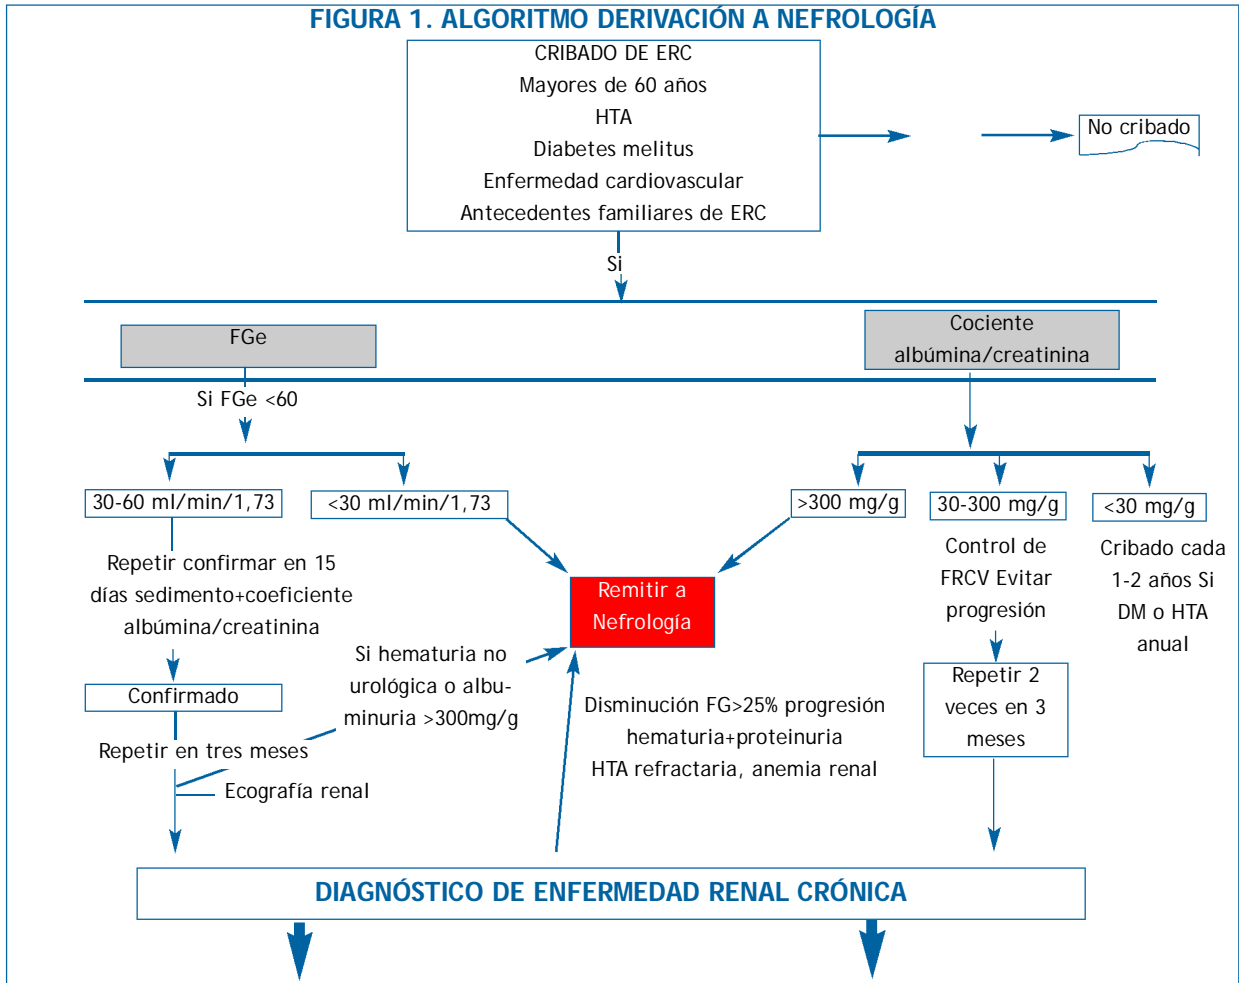 FIGURA 1. ALGORITMO DERIVACIÓN A NEFROLOGÍA
CRIBADO DE ERC
Mayores de 60 años
HTA
Diabetes melitus
Enfermedad cardiovascular
Antecedentes familiares de ERC
No cribado
Si
FGe
Cociente
albúmina/creatinina
Si FGe <60
30-60 ml/min/1,73
<30 ml/min/1,73
>300 mg/g
30-300 mg/g
<30 mg/g
Repetir confirmar en 15
días sedimento+coeficiente
albúmina/creatinina
Remitir a
Nefrología
Control de
FRCV Evitar
progresión
Cribado cada
1-2 años Si
DM o HTA
anual
Confirmado
Si hematuria no
urológica o albu-
minuria >300mg/g
Repetir 2
veces en 3
meses
Repetir en tres meses
Ecografía renal
Disminución FG>25% progresión
hematuria+proteinuria
HTA refractaria, anemia renal
DIAGNÓSTICO DE ENFERMEDAD RENAL CRÓNICA